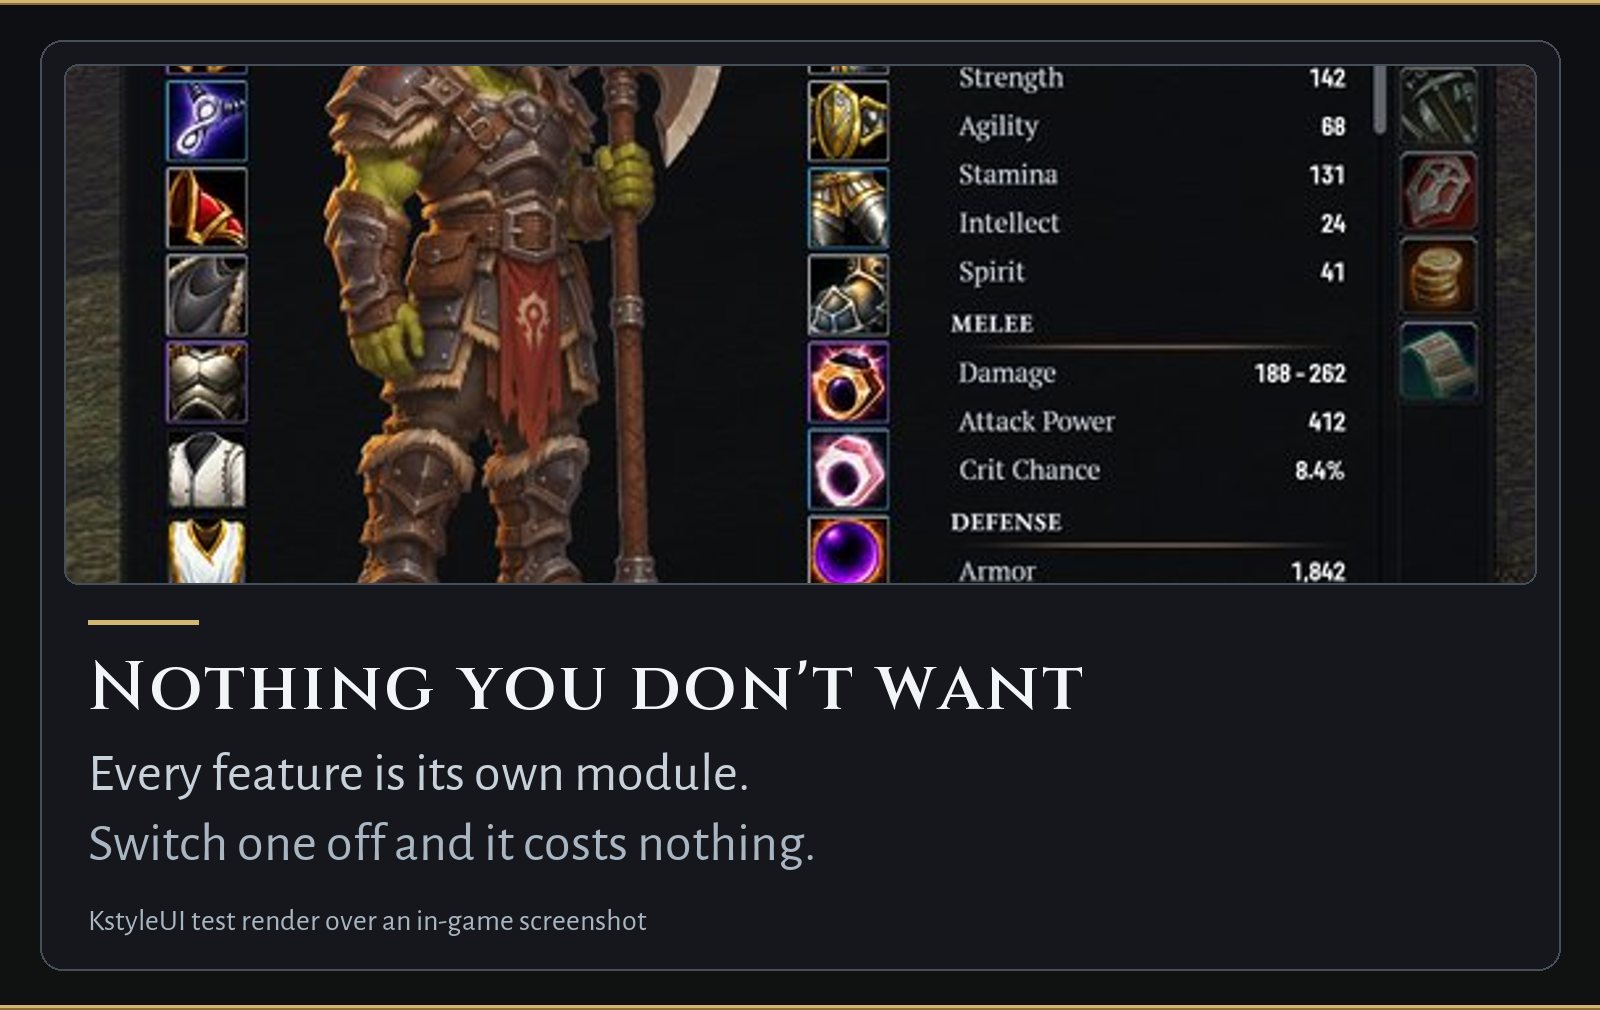 Strength 142
Agility 68
Stamina 131
Intellect 24
Spirit 41
MELEE
Damage 188 - 262
Attack Power 412
Crit Chance 8.4%
DEFENSE
Armor 1,842
Nothing you don't want
Every feature is its own module.
Switch one off and it costs nothing.
KstyleUI test render over an in-game screenshot